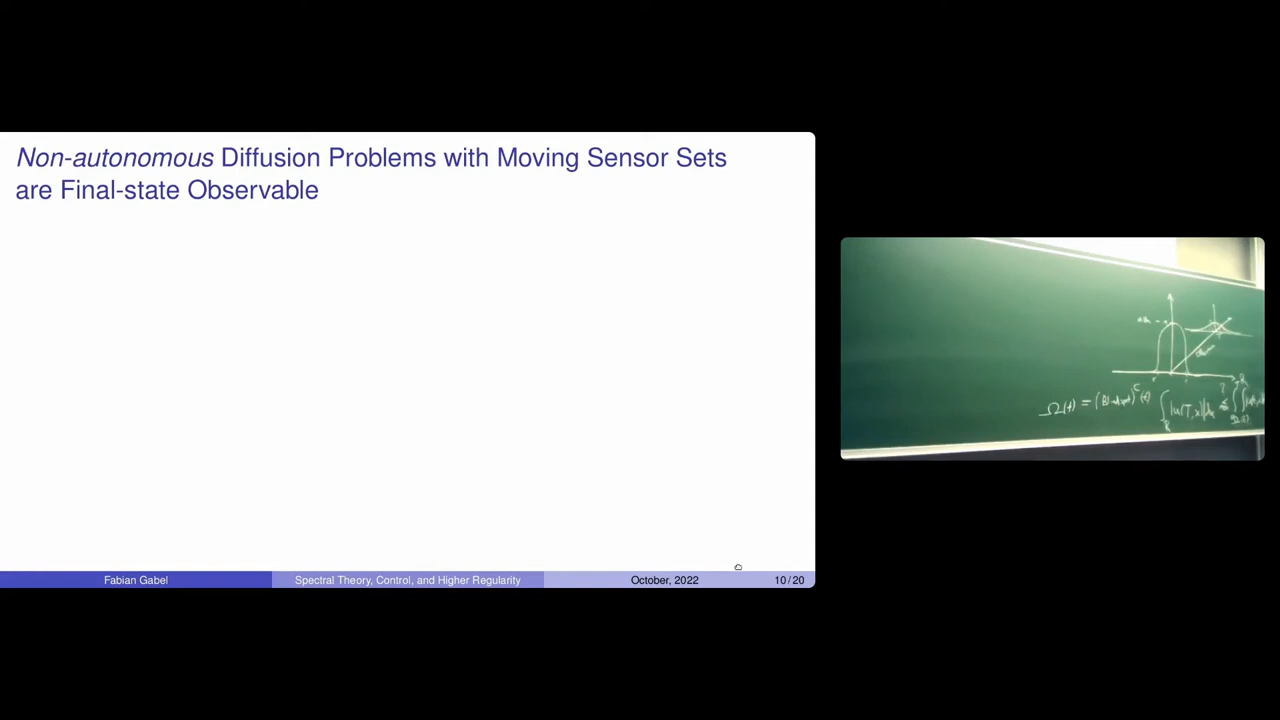 Non-autonomous Diffusion Problems with Moving Sensor Sets
are Final-state Observable
Fabian Gabel
Spectral Theory, Control, and Higher Regularity
October, 2022
10 / 20
Ω(t) =